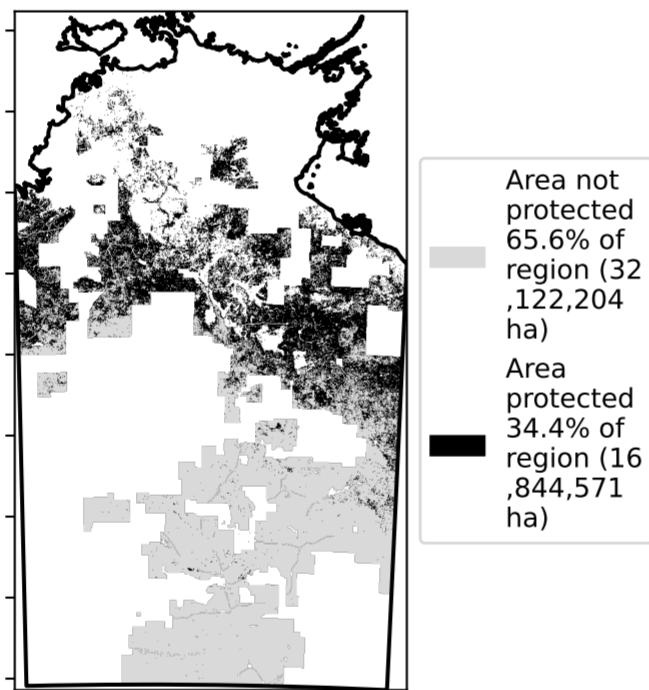 Area not
protected
65.6% of
region (32
,122,204
ha)
Area
protected
34.4% of
region (16
,844,571
ha)